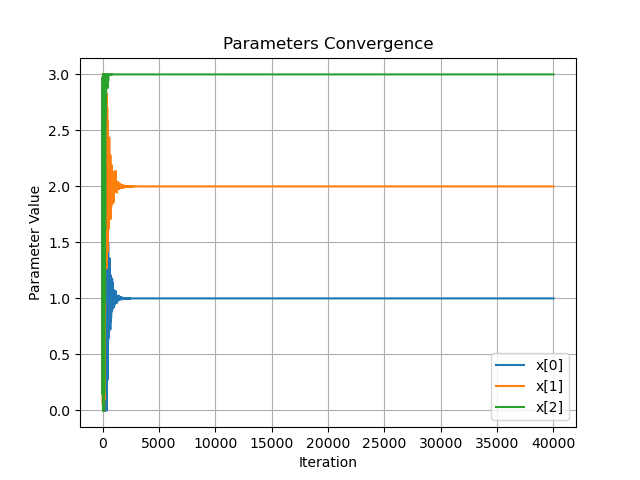 Parameters Convergence
Parameter Value
3.0
2.5
2.0
1.5
1.0
0.5
0.0
x[0]
x[1]
x[2]
0 5000 10000 15000 20000 25000 30000 35000 40000
Iteration